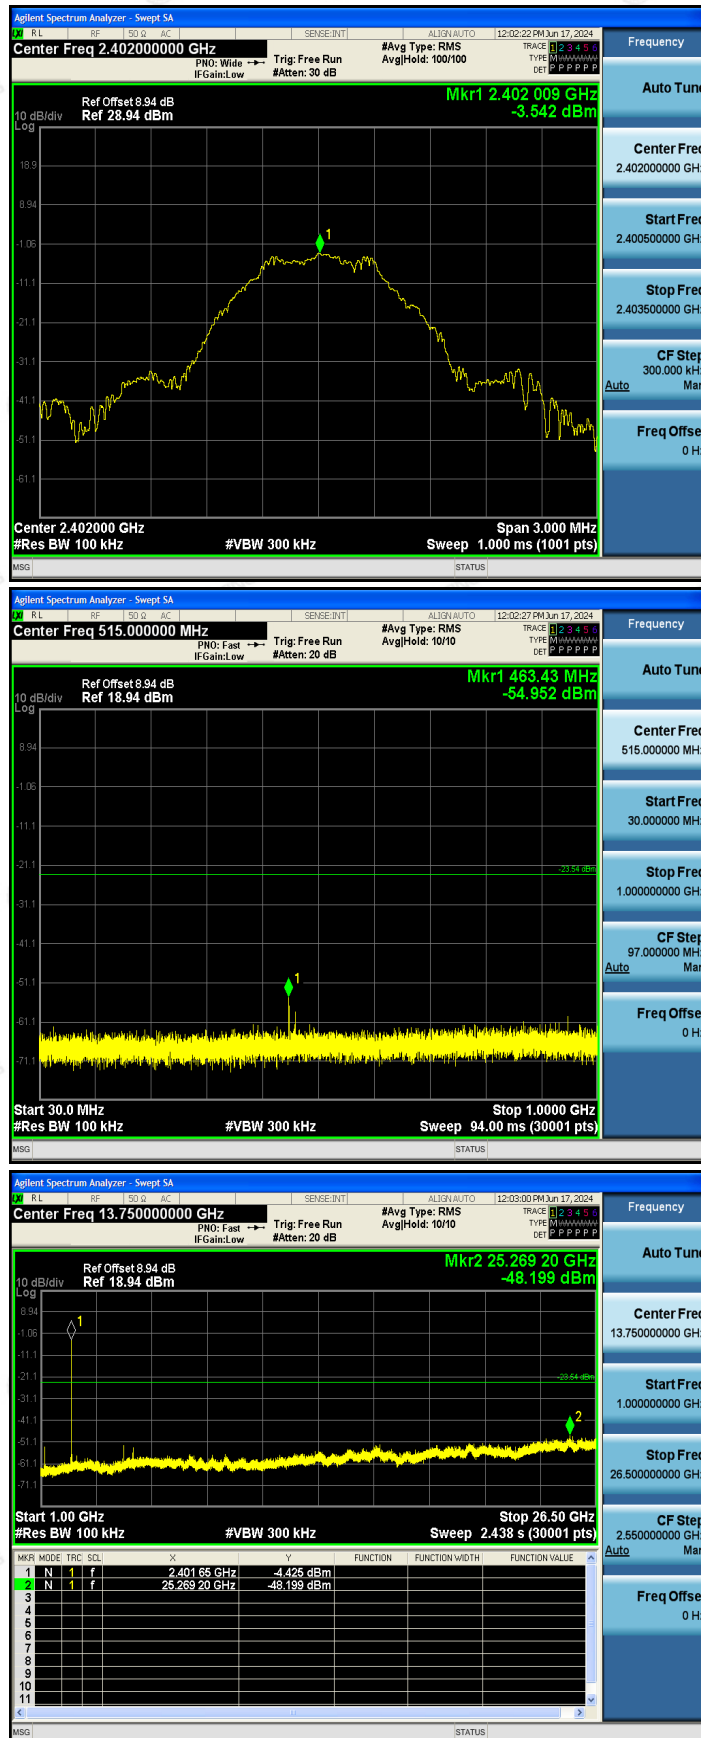 Agilent Spectrum Analyzer - Swept SA
LXI RL RF 50 Ω AC SENSE:INT ALIGNAUTO 12:02:22 PM Jun 17, 2024
Center Freq 2.402000000 GHz #Avg Type: RMS TRACE 1 2 3 4 5 6
PNO: Wide Trig: Free Run Avg|Hold: 100/100 TYPE M
IFGain:Low #Atten: 30 dB DET P P P P P P
Mkr1 2.402 009 GHz
-3.542 dBm
Ref Offset 8.94 dB
10 dB/div Ref 28.94 dBm
Log
18.9
8.94
-1.06
-11.1
-21.1
-31.1
-41.1
-51.1
-61.1
1
Center 2.402000 GHz Span 3.000 MHz
#Res BW 100 kHz #VBW 300 kHz Sweep 1.000 ms (1001 pts)
MSG STATUS
Frequency
Auto Tune
Center Freq
2.402000000 GHz
Start Freq
2.400500000 GHz
Stop Freq
2.403500000 GHz
CF Step
300.000 kHz
Auto Man
Freq Offset
0 Hz
Agilent Spectrum Analyzer - Swept SA
LXI RL RF 50 Ω AC SENSE:INT ALIGNAUTO 12:02:27 PM Jun 17, 2024
Center Freq 515.000000 MHz #Avg Type: RMS TRACE 1 2 3 4 5 6
PNO: Fast Trig: Free Run Avg|Hold: 10/10 TYPE M
IFGain:Low #Atten: 20 dB DET P P P P P P
Mkr1 463.43 MHz
-54.952 dBm
Ref Offset 8.94 dB
10 dB/div Ref 18.94 dBm
Log
8.94
-1.06
-11.1
-21.1
-31.1
-41.1
-51.1
-61.1
-71.1
-23.54 dBm
1
Start 30.0 MHz Stop 1.0000 GHz
#Res BW 100 kHz #VBW 300 kHz Sweep 94.00 ms (30001 pts)
MSG STATUS
Frequency
Auto Tune
Center Freq
515.000000 MHz
Start Freq
30.000000 MHz
Stop Freq
1.000000000 GHz
CF Step
97.000000 MHz
Auto Man
Freq Offset
0 Hz
Agilent Spectrum Analyzer - Swept SA
LXI RL RF 50 Ω AC SENSE:INT ALIGNAUTO 12:03:00 PM Jun 17, 2024
Center Freq 13.750000000 GHz #Avg Type: RMS TRACE 1 2 3 4 5 6
PNO: Fast Trig: Free Run Avg|Hold: 10/10 TYPE M
IFGain:Low #Atten: 20 dB DET P P P P P P
Mkr2 25.269 20 GHz
-48.199 dBm
Ref Offset 8.94 dB
10 dB/div Ref 18.94 dBm
Log
8.94
-1.06
-11.1
-21.1
-31.1
-41.1
-51.1
-61.1
-71.1
1
-23.54 dBm
2
Start 1.00 GHz Stop 26.50 GHz
#Res BW 100 kHz #VBW 300 kHz Sweep 2.438 s (30001 pts)
MKR MODE TRC SCL X Y FUNCTION FUNCTION WIDTH FUNCTION VALUE
1 N 1 f 2.401 65 GHz -4.425 dBm
2 N 1 f 25.269 20 GHz -48.199 dBm
3
4
5
6
7
8
9
10
11
MSG STATUS
Frequency
Auto Tune
Center Freq
13.750000000 GHz
Start Freq
1.000000000 GHz
Stop Freq
26.500000000 GHz
CF Step
2.550000000 GHz
Auto Man
Freq Offset
0 Hz